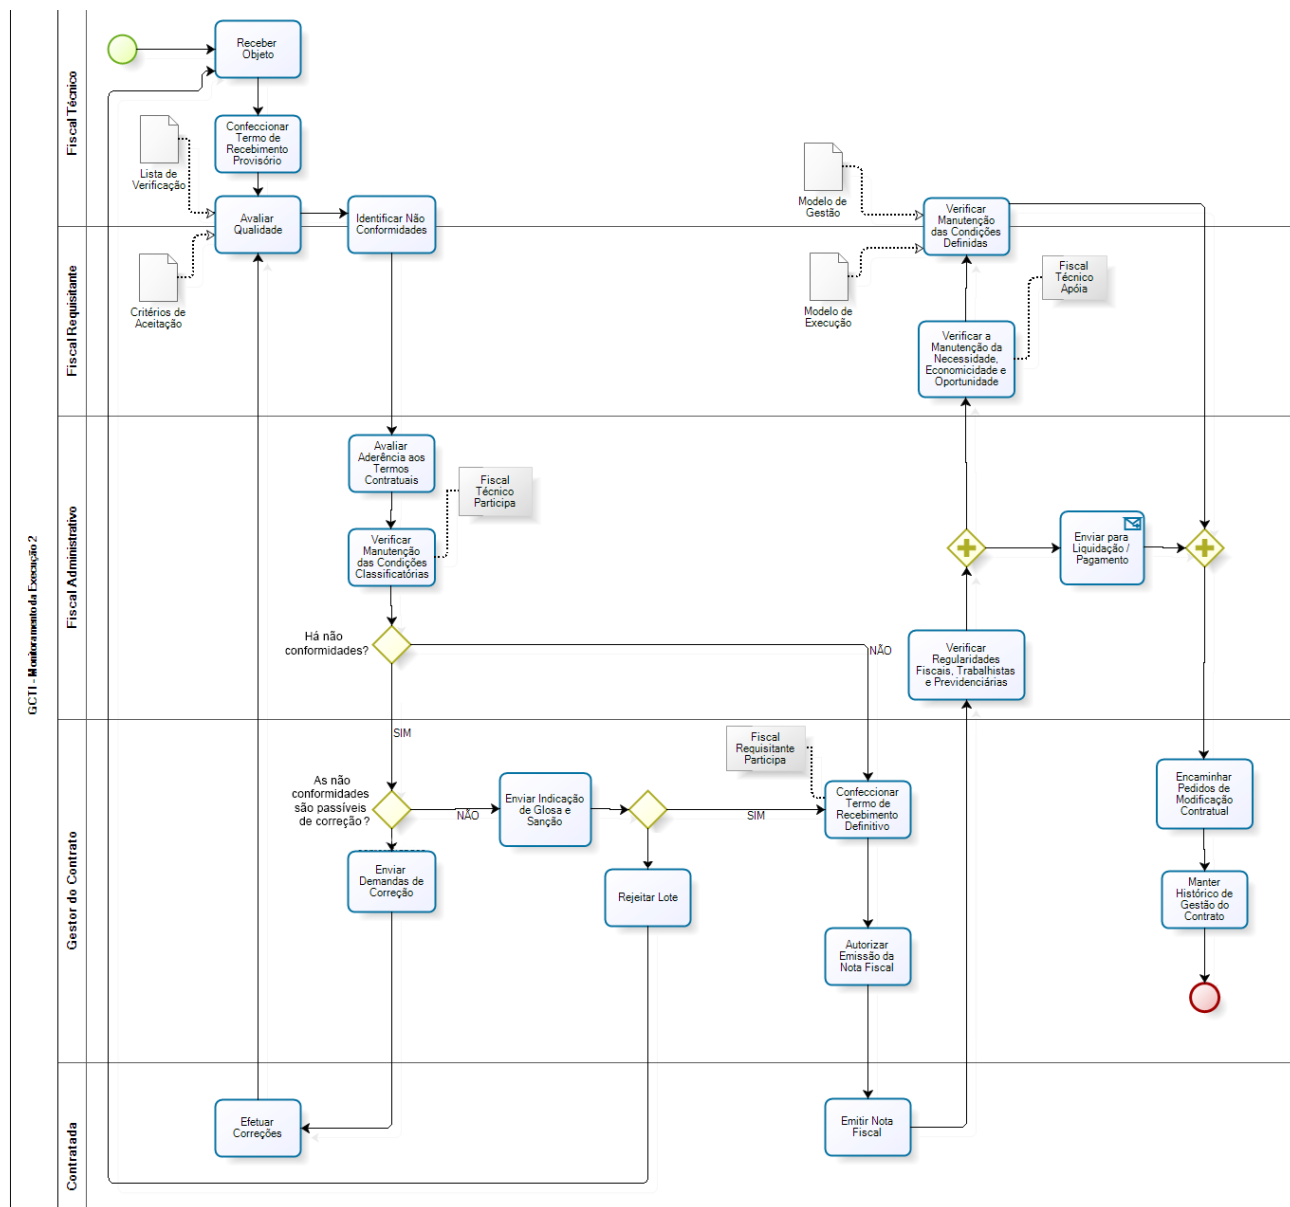 GCTI - Monitoramento da Execução 2
Fiscal Técnico
Receber
Objeto
Confeccionar
Termo de
Recebimento
Provisório
Lista de
Verificação
Avaliar
Qualidade
Identificar Não
Conformidades
Modelo de
Gestão
Verificar
Manutenção
das Condições
Definidas
Fiscal Requisitante
Critérios de
Aceitação
Modelo de
Execução
Fiscal
Técnico
Apóia
Verificar a
Manutenção da
Necessidade,
Economicidade e
Oportunidade
Fiscal Administrativo
Avaliar
Aderência aos
Termos
Contratuais
Fiscal
Técnico
Participa
Verificar
Manutenção
das Condições
Classificatórias
Enviar para
Liquidação /
Pagamento
Há não
conformidades?
NÃO
Verificar
Regularidades
Fiscais, Trabalhistas
e Previdenciárias
Gestor do Contrato
SIM
Fiscal
Requisitante
Participa
As não
conformidades
são passíveis
de correção ?
NÃO
Enviar Indicação
de Glosa e
Sanção
SIM
Confeccionar
Termo de
Recebimento
Definitivo
Encaminhar
Pedidos de
Modificação
Contratual
Enviar
Demandas de
Correção
Rejeitar Lote
Manter
Histórico de
Gestão do
Contrato
Autorizar
Emissão da
Nota Fiscal
Contratada
Efetuar
Correções
Emitir Nota
Fiscal